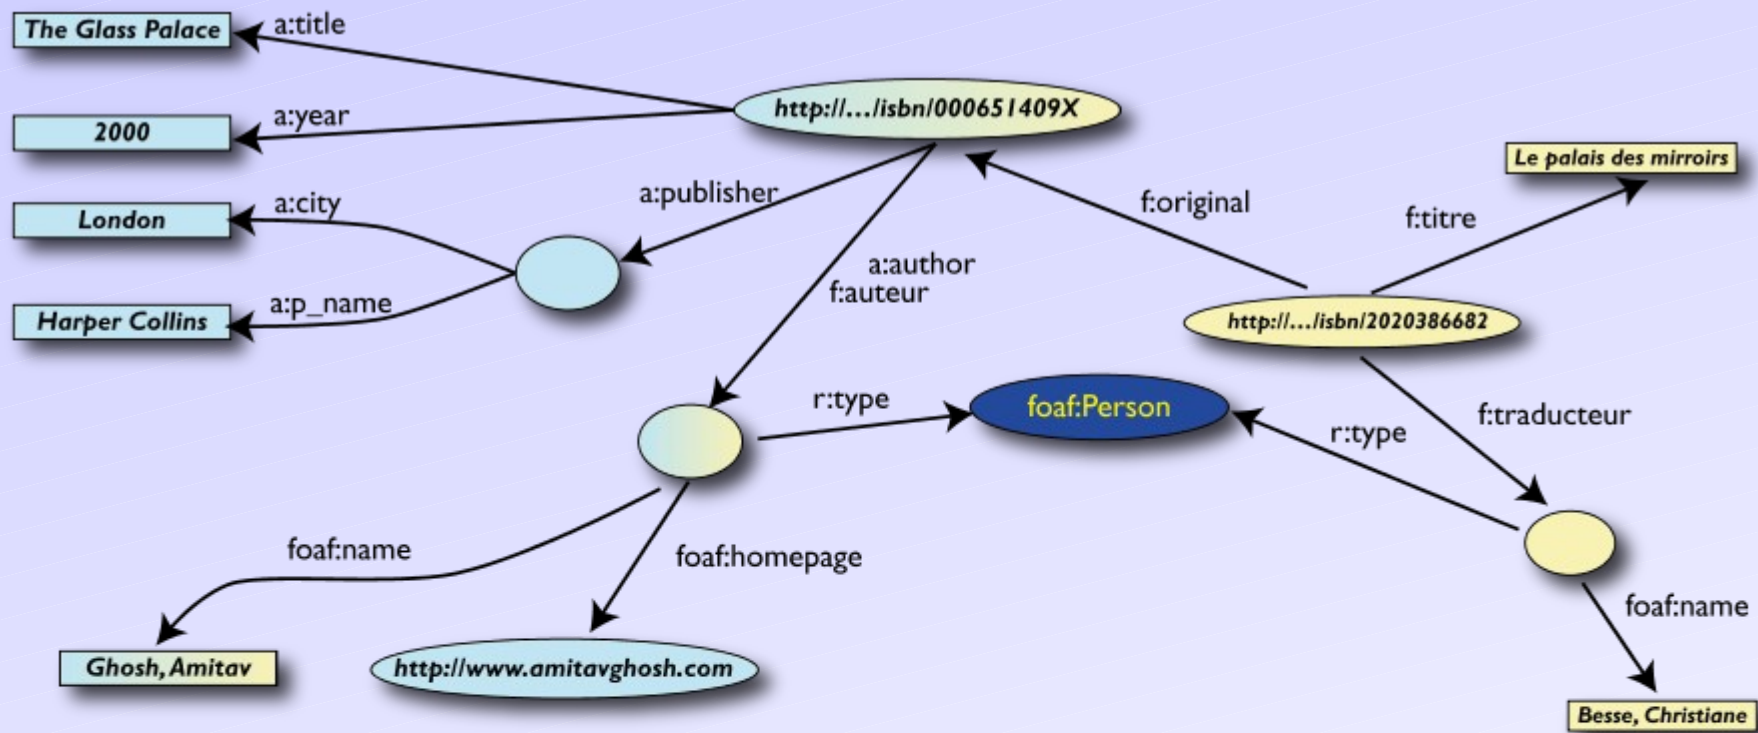 The Glass Palace
a:title
http://…/isbn/000651409X
2000
a:year
Le palais des mirroirs
a:publisher
f:original
London
a:city
f:titre
a:author
f:auteur
Harper Collins
a:p_name
http://…/isbn/2020386682
r:type
foaf:Person
f:traducteur
r:type
foaf:name
foaf:homepage
foaf:name
Ghosh, Amitav
http://www.amitavghosh.com
Besse, Christiane